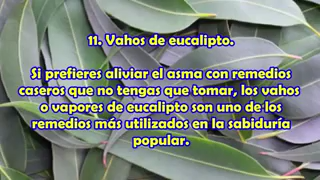 11. Vahos de eucalipto.
Si prefieres aliviar el asma con remedios
caseros que no tengas que tomar, los vahos
o vapores de eucalipto son uno de los
remedios más utilizados en la sabiduría
popular.